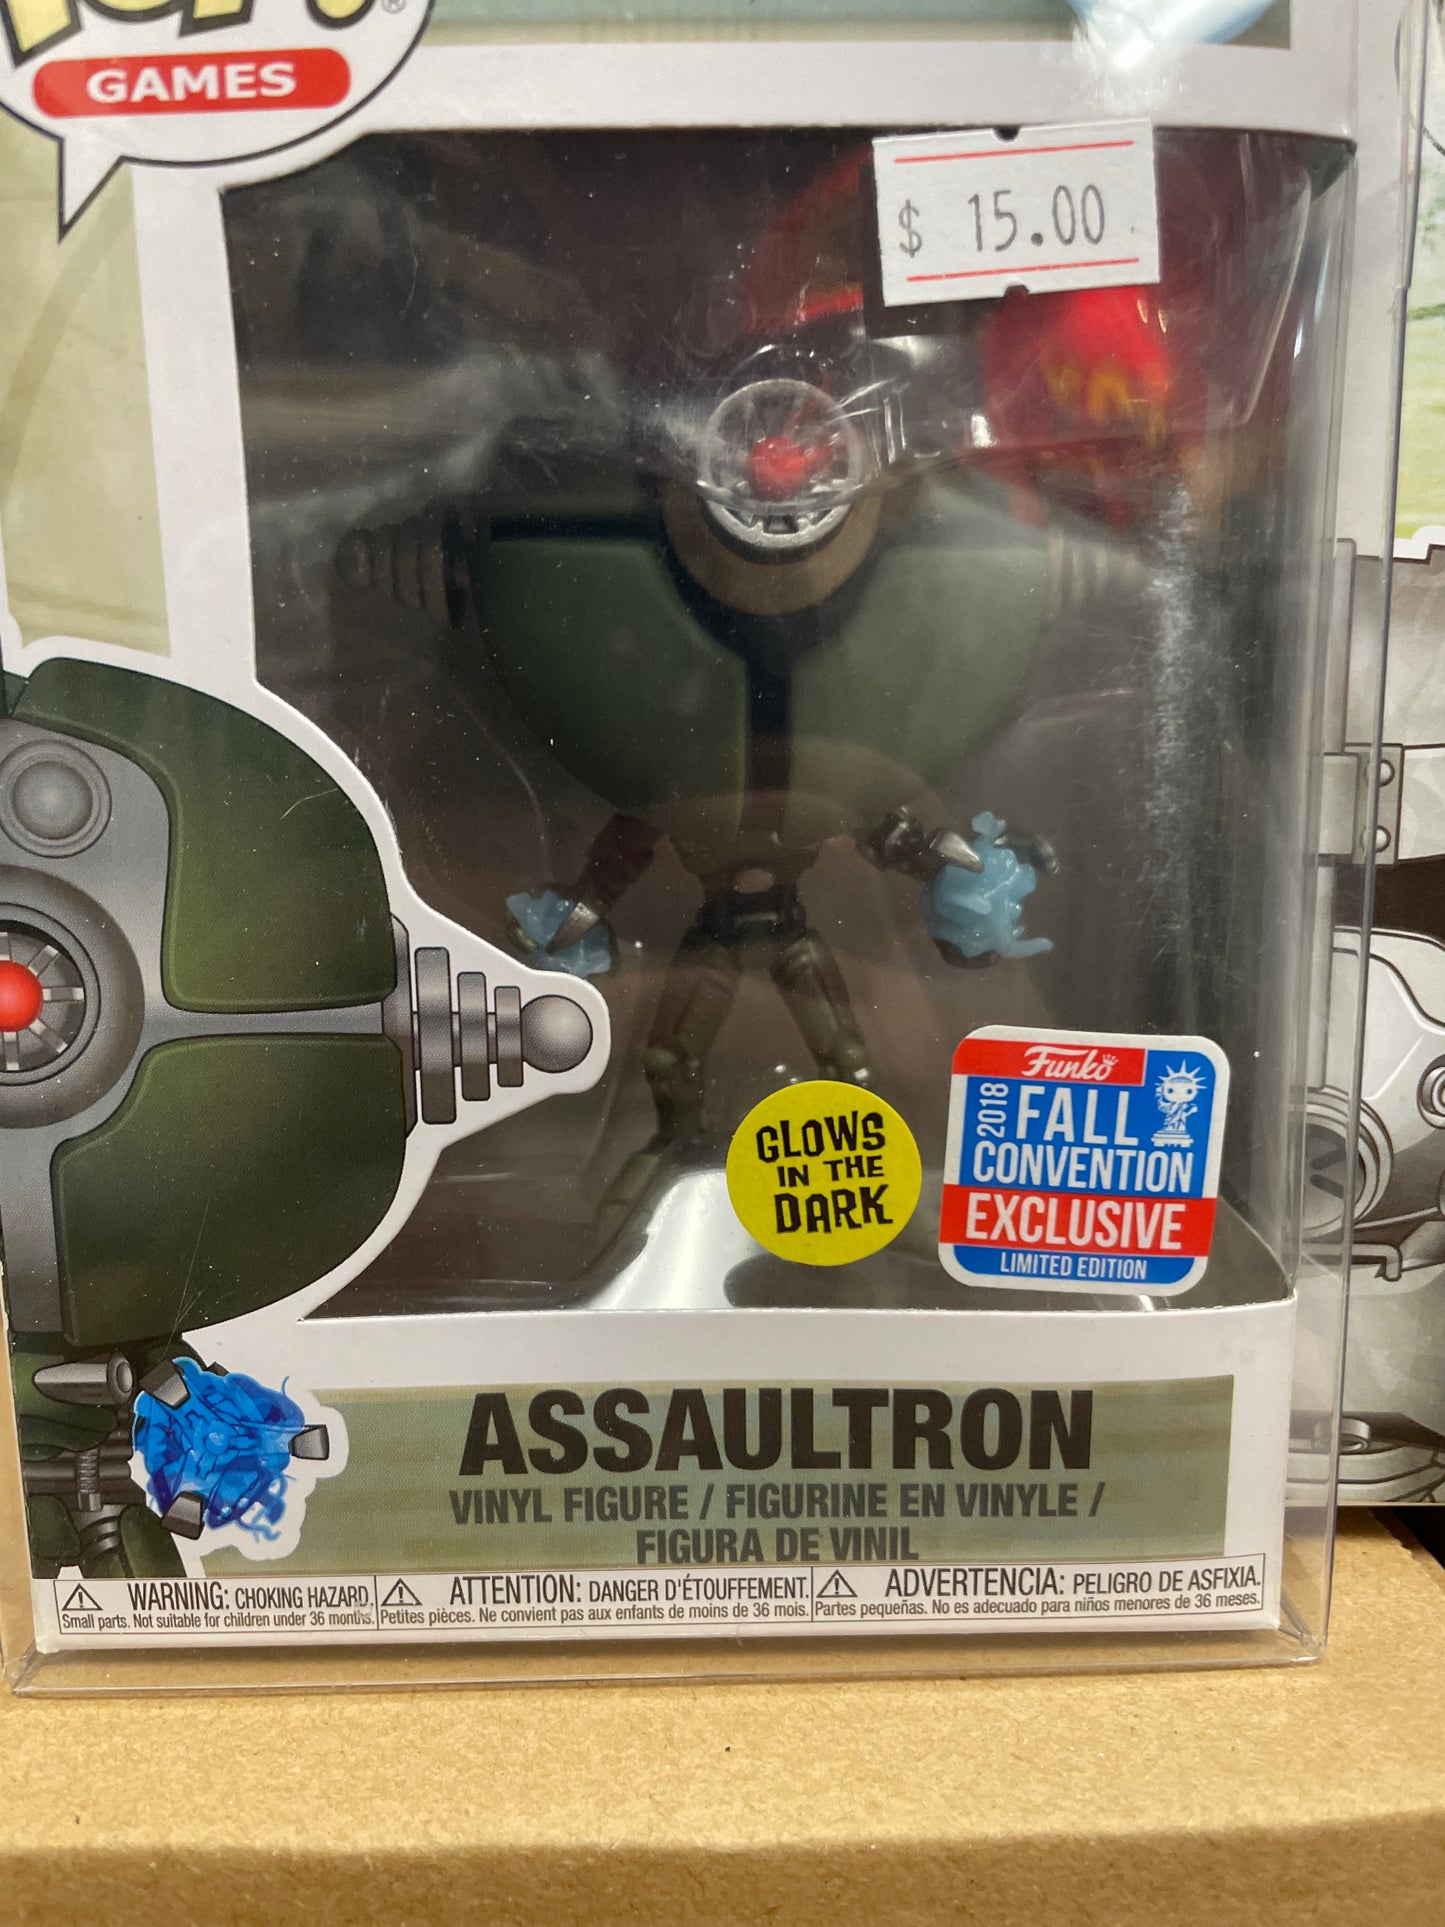 POP!
®
GAMES
$ 15.00
GLOWS
IN THE
DARK
Funko
2018
FALL
CONVENTION
EXCLUSIVE
LIMITED EDITION
ASSAULTRON
VINYL FIGURE / FIGURINE EN VINYLE /
FIGURA DE VINIL
WARNING: CHOKING HAZARD.
Small parts. Not suitable for children under 36 months.
ATTENTION: DANGER D'ÉTOUFFEMENT.
Petites pièces. Ne convient pas aux enfants de moins de 36 mois.
ADVERTENCIA: PELIGRO DE ASFIXIA.
Partes pequeñas. No es adecuado para niños menores de 36 meses.